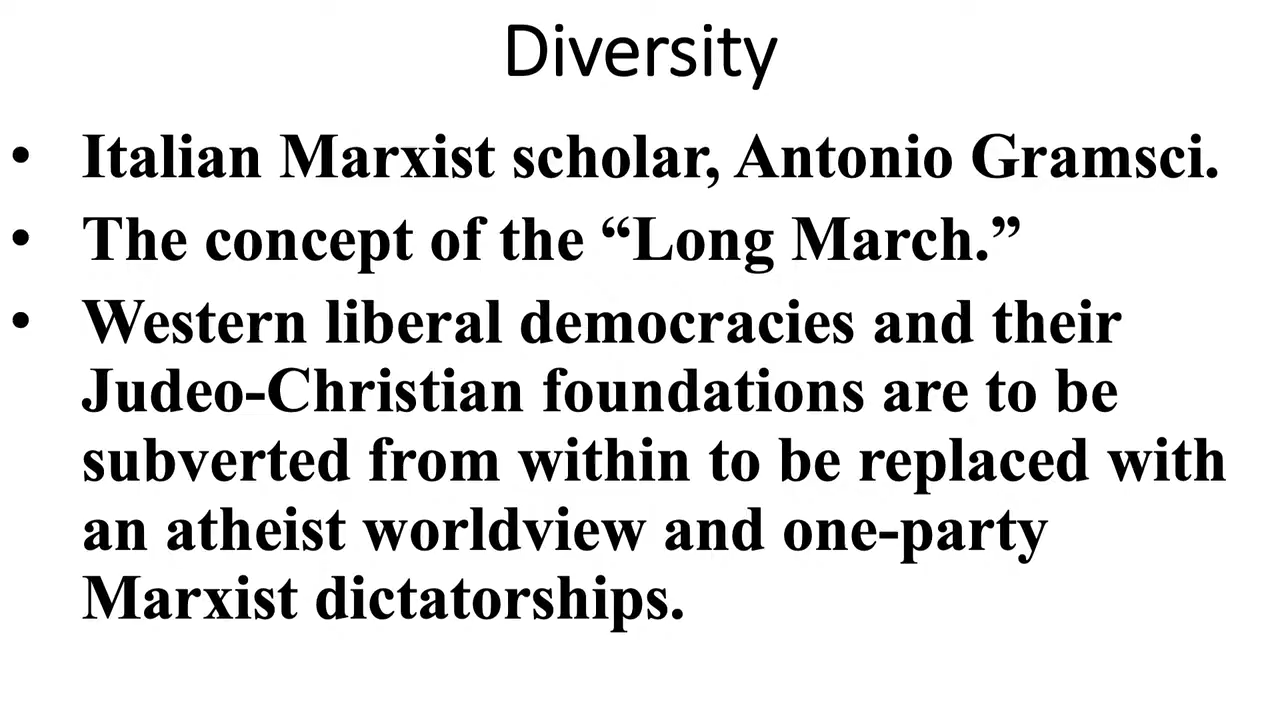 Diversity
• Italian Marxist scholar, Antonio Gramsci.
• The concept of the “Long March.”
• Western liberal democracies and their
Judeo-Christian foundations are to be
subverted from within to be replaced with
an atheist worldview and one-party
Marxist dictatorships.